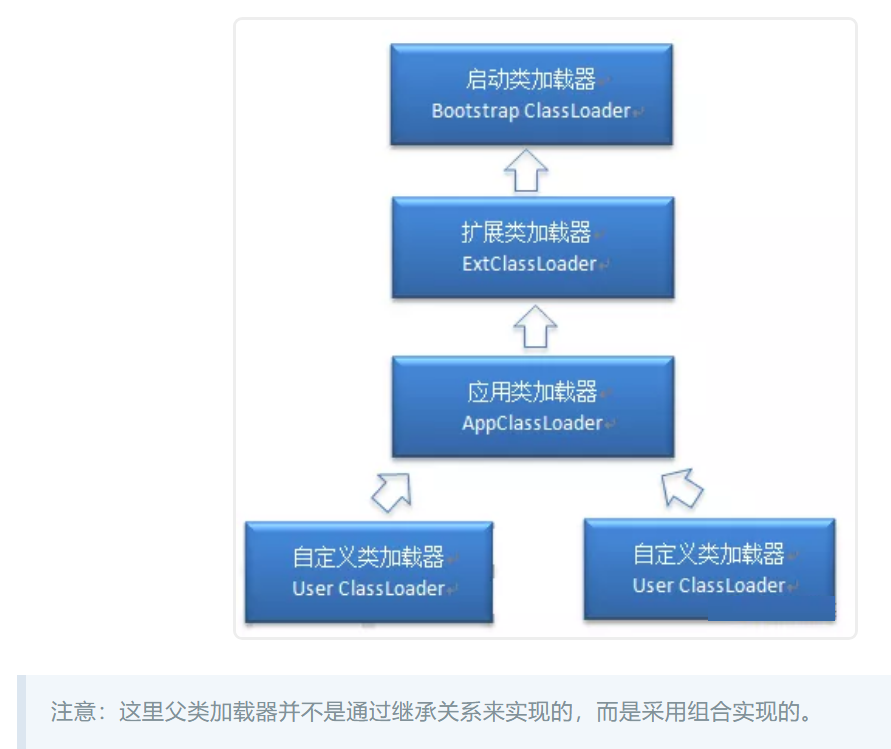 启动类加载器
Bootstrap ClassLoader
扩展类加载器
ExtClassLoader
应用类加载器
AppClassLoader
自定义类加载器
User ClassLoader
自定义类加载器
User ClassLoader
注意：这里父类加载器并不是通过继承关系来实现的，而是采用组合实现的。